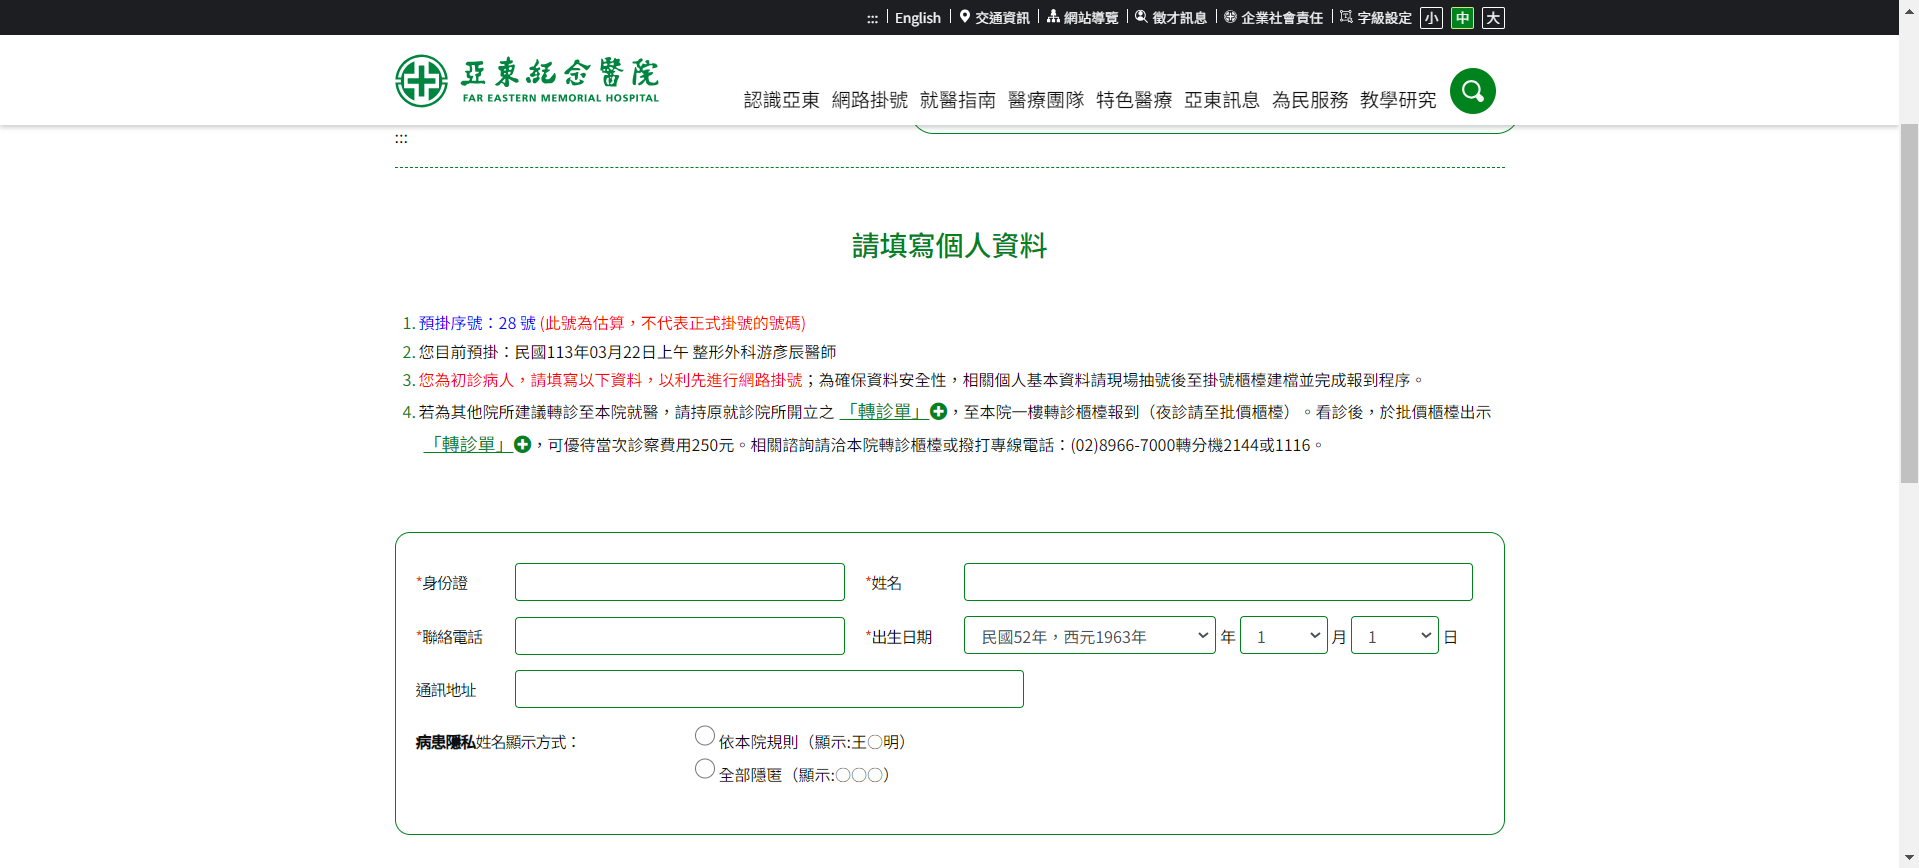 :::
English
交通資訊
網站導覽
徵才訊息
企業社會責任
字級設定
小
中
大
亞東紀念醫院
FAR EASTERN MEMORIAL HOSPITAL
認識亞東 網路掛號 就醫指南 醫療團隊 特色醫療 亞東訊息 為民服務 教學研究
:::
請填寫個人資料
1. 預掛序號：28 號 (此號為估算，不代表正式掛號的號碼)
2. 您目前預掛：民國113年03月22日上午 整形外科游彥辰醫師
3. 您為初診病人，請填寫以下資料，以利先進行網路掛號；為確保資料安全性，相關個人基本資料請現場抽號後至掛號櫃檯建檔並完成報到程序。
4. 若為其他院所建議轉診至本院就醫，請持原就診院所開立之 「轉診單」，至本院一樓轉診櫃檯報到（夜診請至批價櫃檯）。看診後，於批價櫃檯出示
「轉診單」，可優待當次診察費用250元。相關諮詢請洽本院轉診櫃檯或撥打專線電話：(02)8966-7000轉分機2144或1116。
*身份證
*姓名
*聯絡電話
*出生日期 民國52年，西元1963年 年 1 月 1 日
通訊地址
病患隱私姓名顯示方式：
依本院規則（顯示:王〇明）
全部隱匿（顯示:〇〇〇）